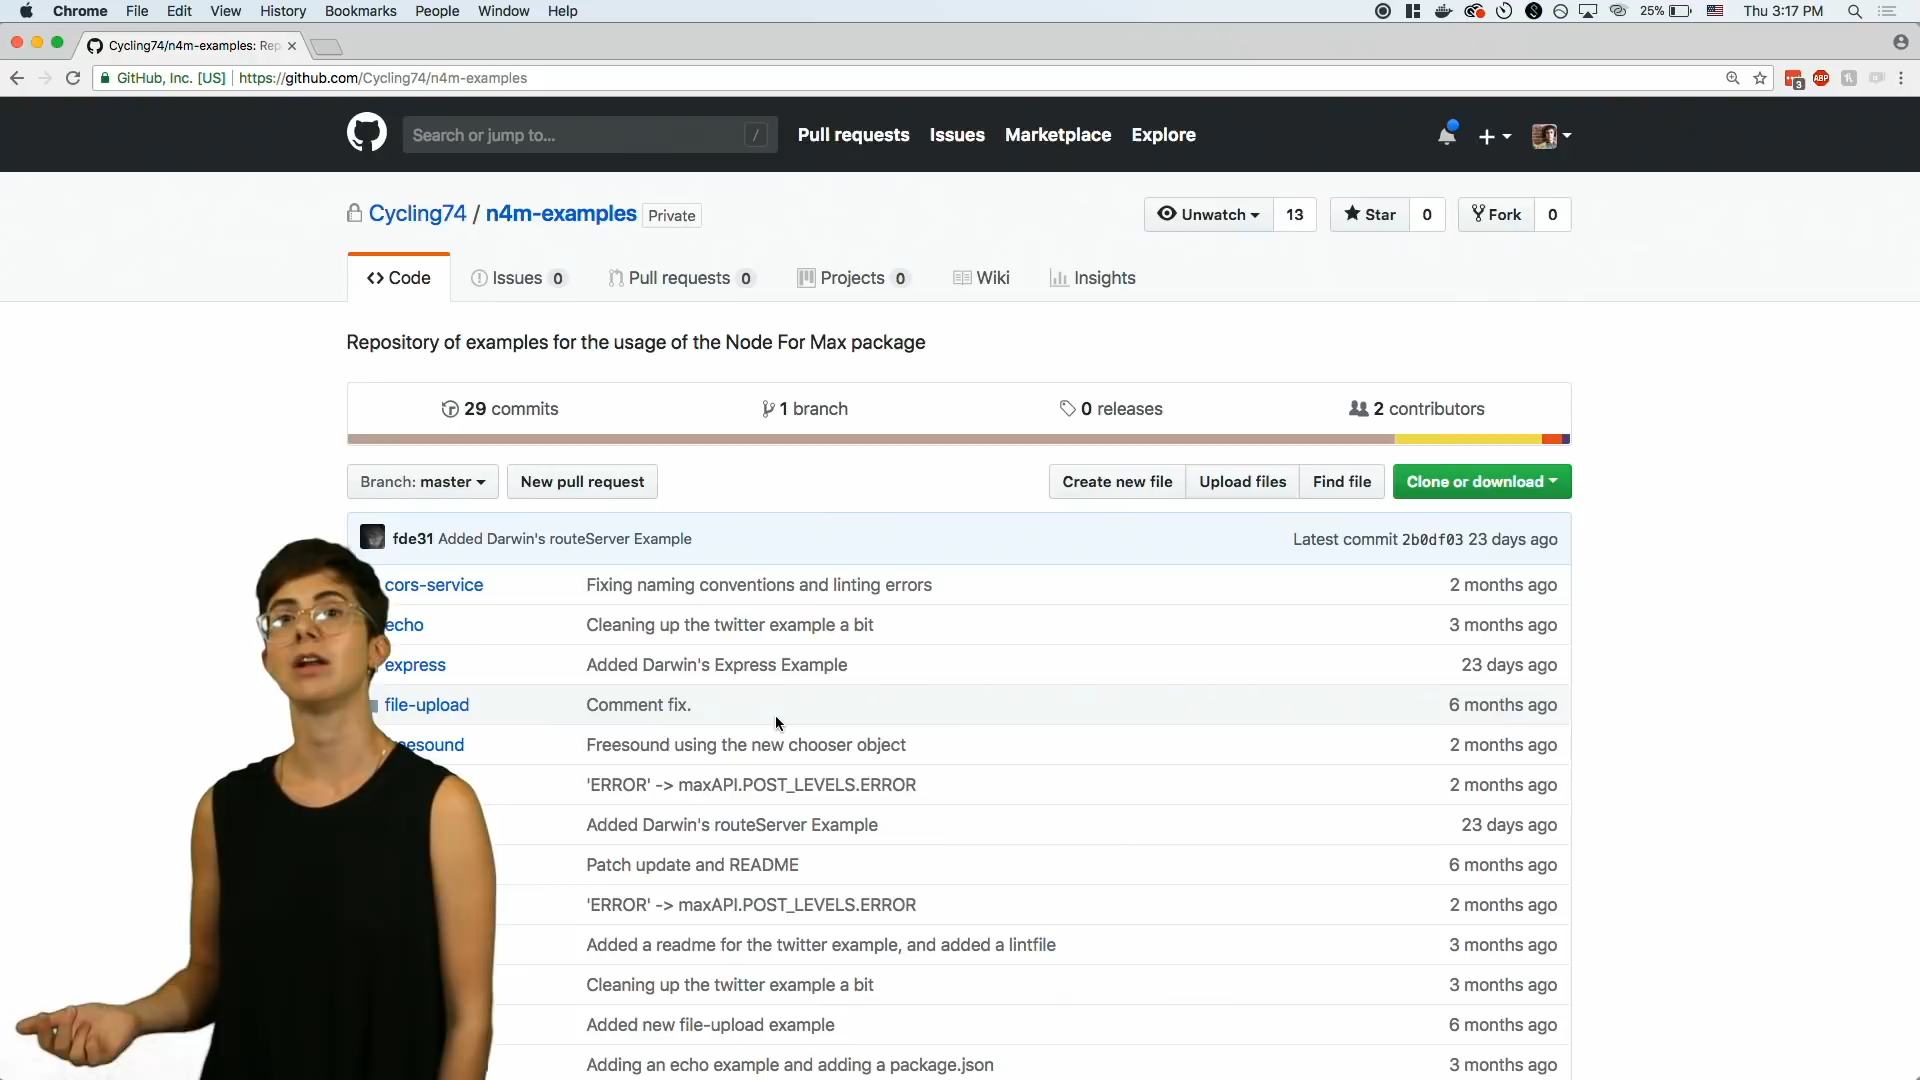 Chrome File Edit View History Bookmarks People Window Help 25% Thu 3:17 PM
Cycling74/n4m-examples: Rep
GitHub, Inc. [US] https://github.com/Cycling74/n4m-examples 3 ABP
Search or jump to... / Pull requests Issues Marketplace Explore
Cycling74 / n4m-examples Private Unwatch 13 Star 0 Fork 0
Code Issues 0 Pull requests 0 Projects 0 Wiki Insights
Repository of examples for the usage of the Node For Max package
29 commits 1 branch 0 releases 2 contributors
Branch: master New pull request Create new file Upload files Find file Clone or download
fde31 Added Darwin's routeServer Example Latest commit 2b0df03 23 days ago
cors-service Fixing naming conventions and linting errors 2 months ago
echo Cleaning up the twitter example a bit 3 months ago
express Added Darwin's Express Example 23 days ago
file-upload Comment fix. 6 months ago
eesound Freesound using the new chooser object 2 months ago
'ERROR' -> maxAPI.POST_LEVELS.ERROR 2 months ago
Added Darwin's routeServer Example 23 days ago
Patch update and README 6 months ago
'ERROR' -> maxAPI.POST_LEVELS.ERROR 2 months ago
Added a readme for the twitter example, and added a lintfile 3 months ago
Cleaning up the twitter example a bit 3 months ago
Added new file-upload example 6 months ago
Adding an echo example and adding a package.json 3 months ago